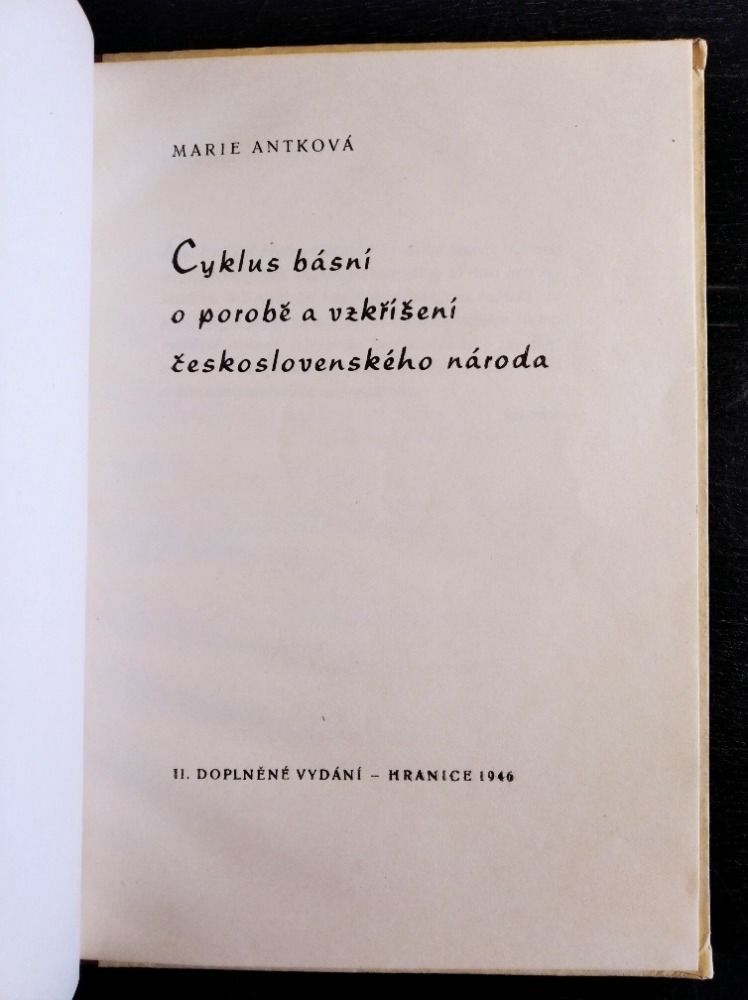 MARIE ANTKOVÁ
Cyklus básní
o porobě a vzkříšení
československého národa
II. DOPLNĚNÉ VYDÁNÍ – HRANICE 1946